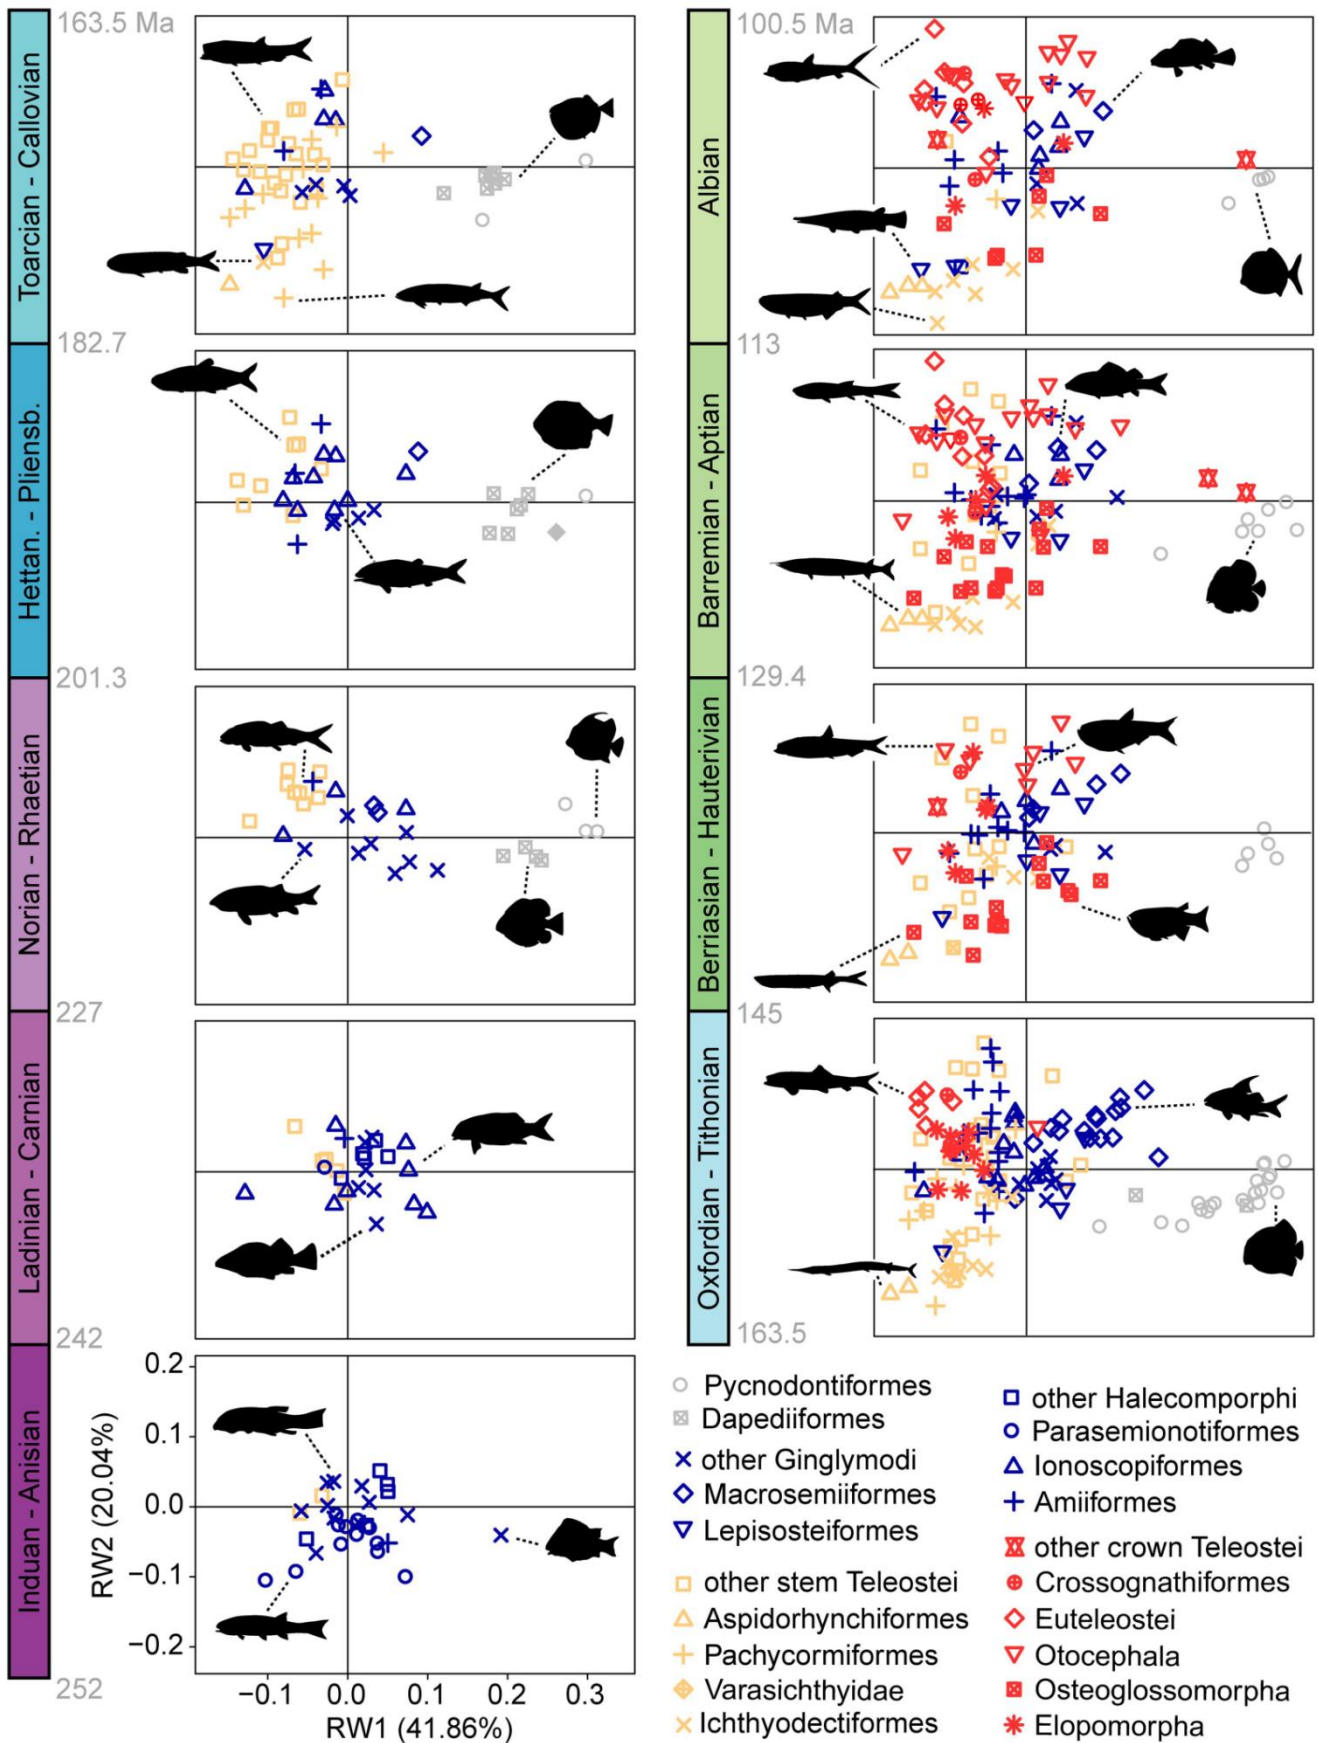 163.5 Ma
Toarcian - Callovian
182.7
Hettan. - Pliensb.
201.3
Norian - Rhaetian
227
Ladinian - Carnian
242
Induan - Anisian
252
0.2
0.1
0.0
−0.1
−0.2
RW2 (20.04%)
−0.1 0.0 0.1 0.2 0.3
RW1 (41.86%)
100.5 Ma
Albian
113
Barremian - Aptian
129.4
Berriasian - Hauterivian
145
Oxfordian - Tithonian
163.5
Pycnodontiformes
Dapediiformes
other Ginglymodi
Macrosemiiformes
Lepisosteiformes
other stem Teleostei
Aspidorhynchiformes
Pachycormiformes
Varasichthyidae
Ichthyodectiformes
other Halecomporphi
Parasemionotiformes
Ionoscopiformes
Amiiformes
other crown Teleostei
Crossognathiformes
Euteleostei
Otocephala
Osteoglossomorpha
Elopomorpha